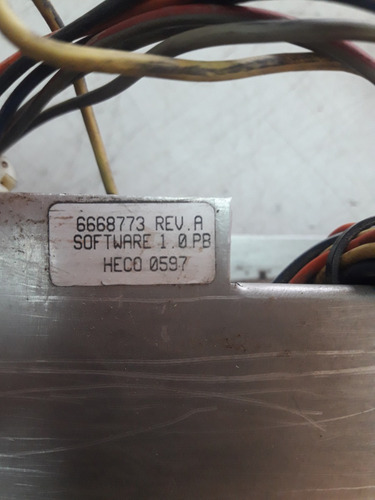 6668773 REV.A
SOFTWARE 1.0.PB
HECO 0597